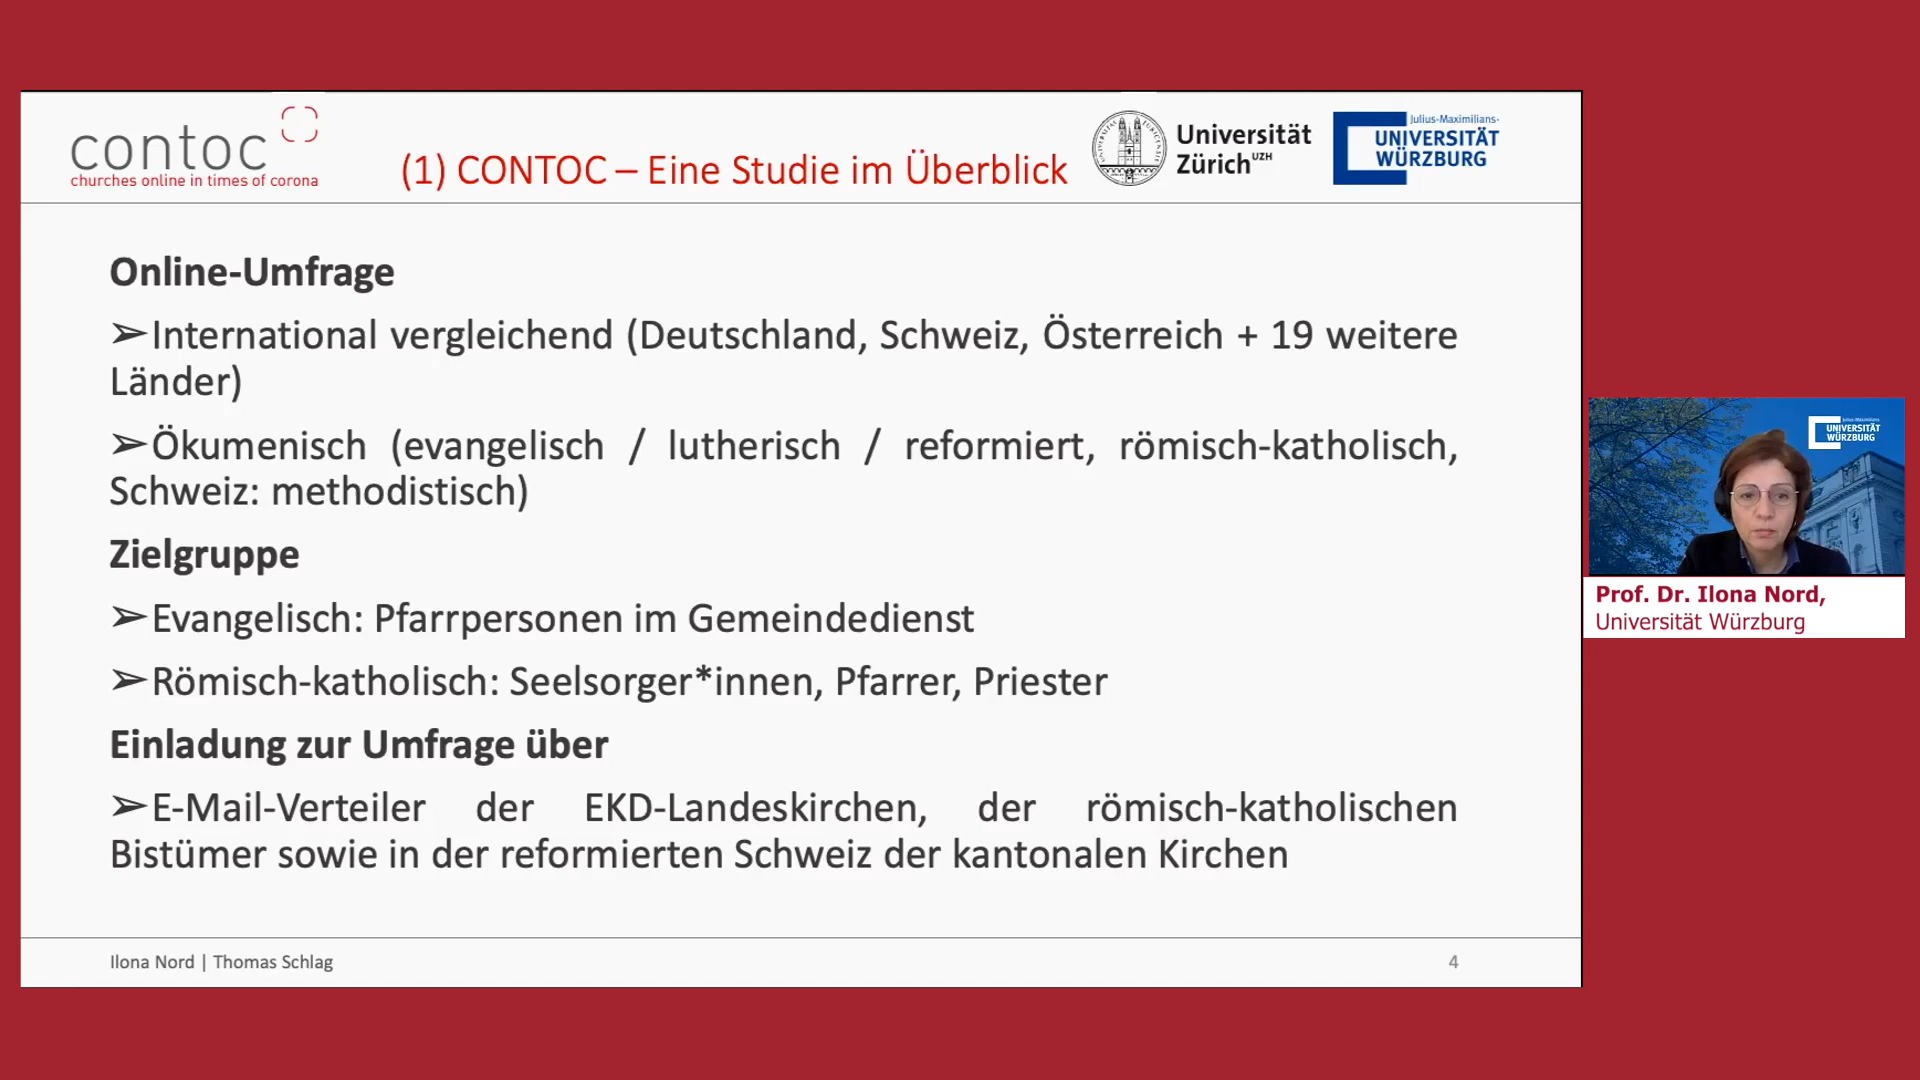 contoc
churches online in times of corona
(1) CONTOC – Eine Studie im Überblick
Universität
Zürich UZH
Julius-Maximilians-
UNIVERSITÄT
WÜRZBURG
Online-Umfrage
➢International vergleichend (Deutschland, Schweiz, Österreich + 19 weitere
Länder)
➢Ökumenisch (evangelisch / lutherisch / reformiert, römisch-katholisch,
Schweiz: methodistisch)
Zielgruppe
➢Evangelisch: Pfarrpersonen im Gemeindedienst
➢Römisch-katholisch: Seelsorger*innen, Pfarrer, Priester
Einladung zur Umfrage über
➢E-Mail-Verteiler der EKD-Landeskirchen, der römisch-katholischen
Bistümer sowie in der reformierten Schweiz der kantonalen Kirchen
Ilona Nord | Thomas Schlag
4
UNIVERSITÄT
WÜRZBURG
Prof. Dr. Ilona Nord,
Universität Würzburg